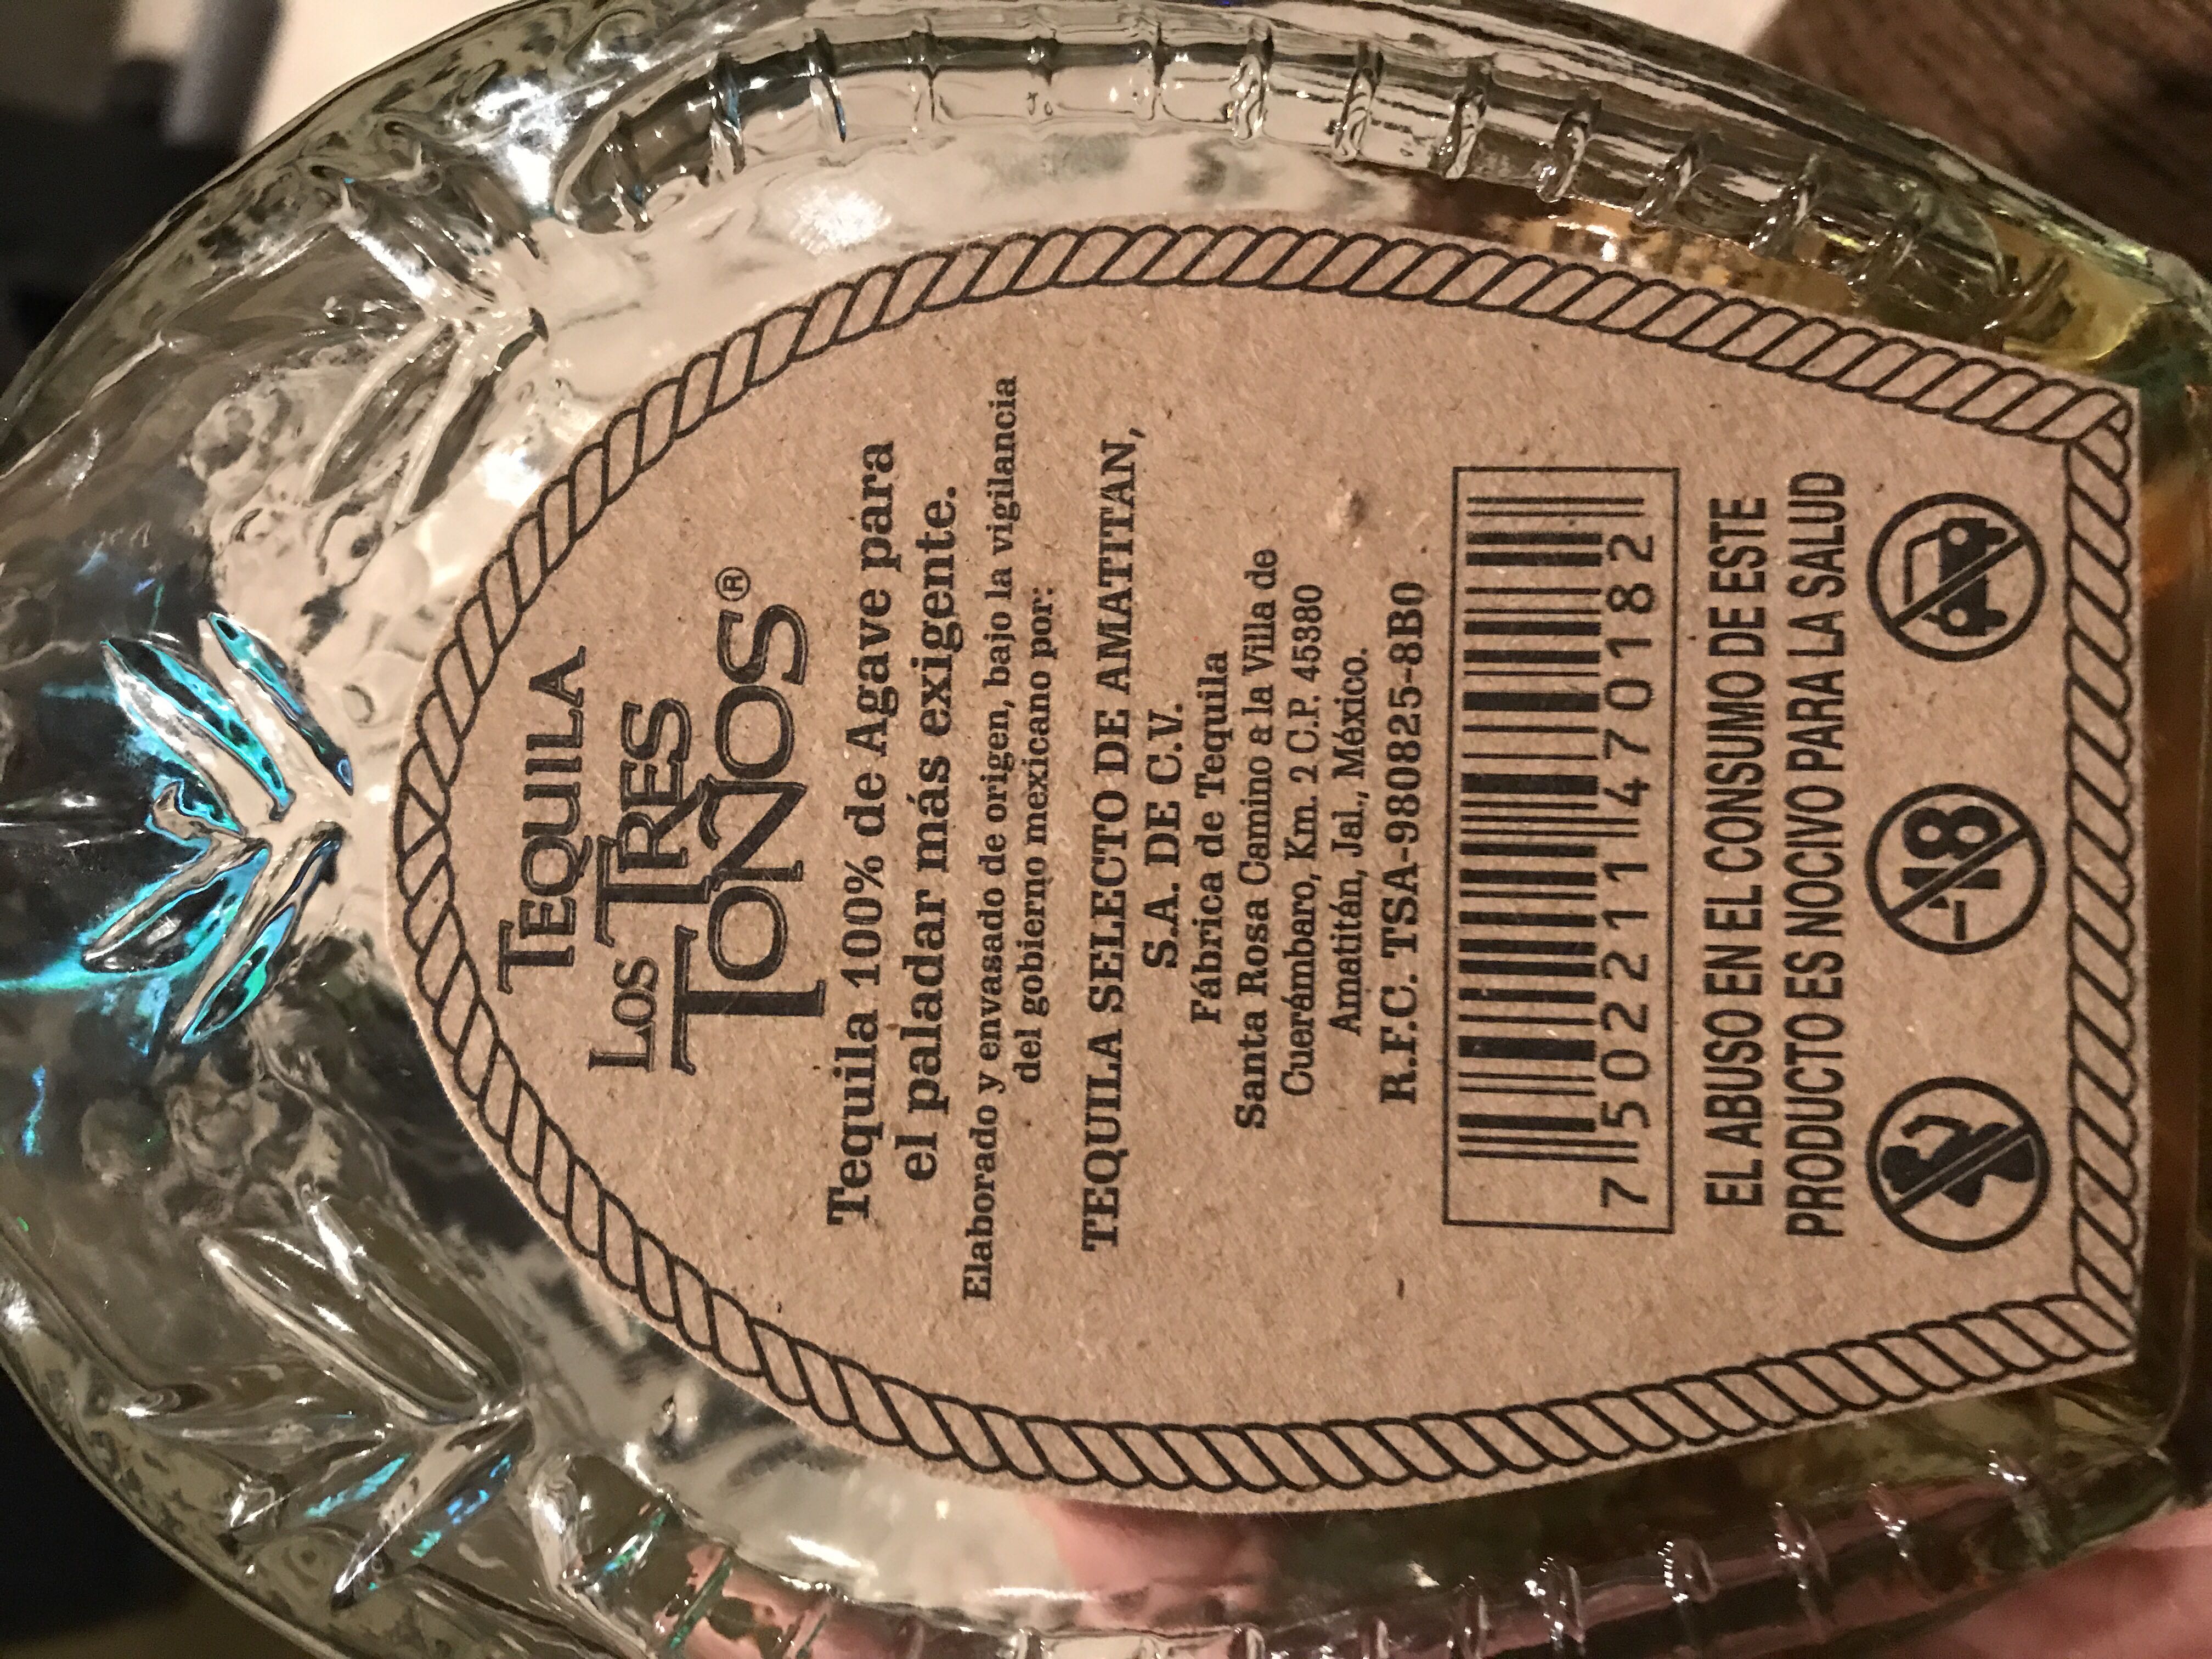 TEQUILA
LOS TRES
TOÑOS®
Tequila 100% de Agave para
el paladar más exigente.
Elaborado y envasado de origen, bajo la vigilancia
del gobierno mexicano por:
TEQUILA SELECTO DE AMATITAN,
S.A. DE C.V.
Fábrica de Tequila
Santa Rosa Camino a la Villa de
Cuerámbaro, Km. 2 C.P. 45380
Amatitán, Jal., México.
R.F.C. TSA-980825-8B0
7 502211 470182
EL ABUSO EN EL CONSUMO DE ESTE
PRODUCTO ES NOCIVO PARA LA SALUD
-18